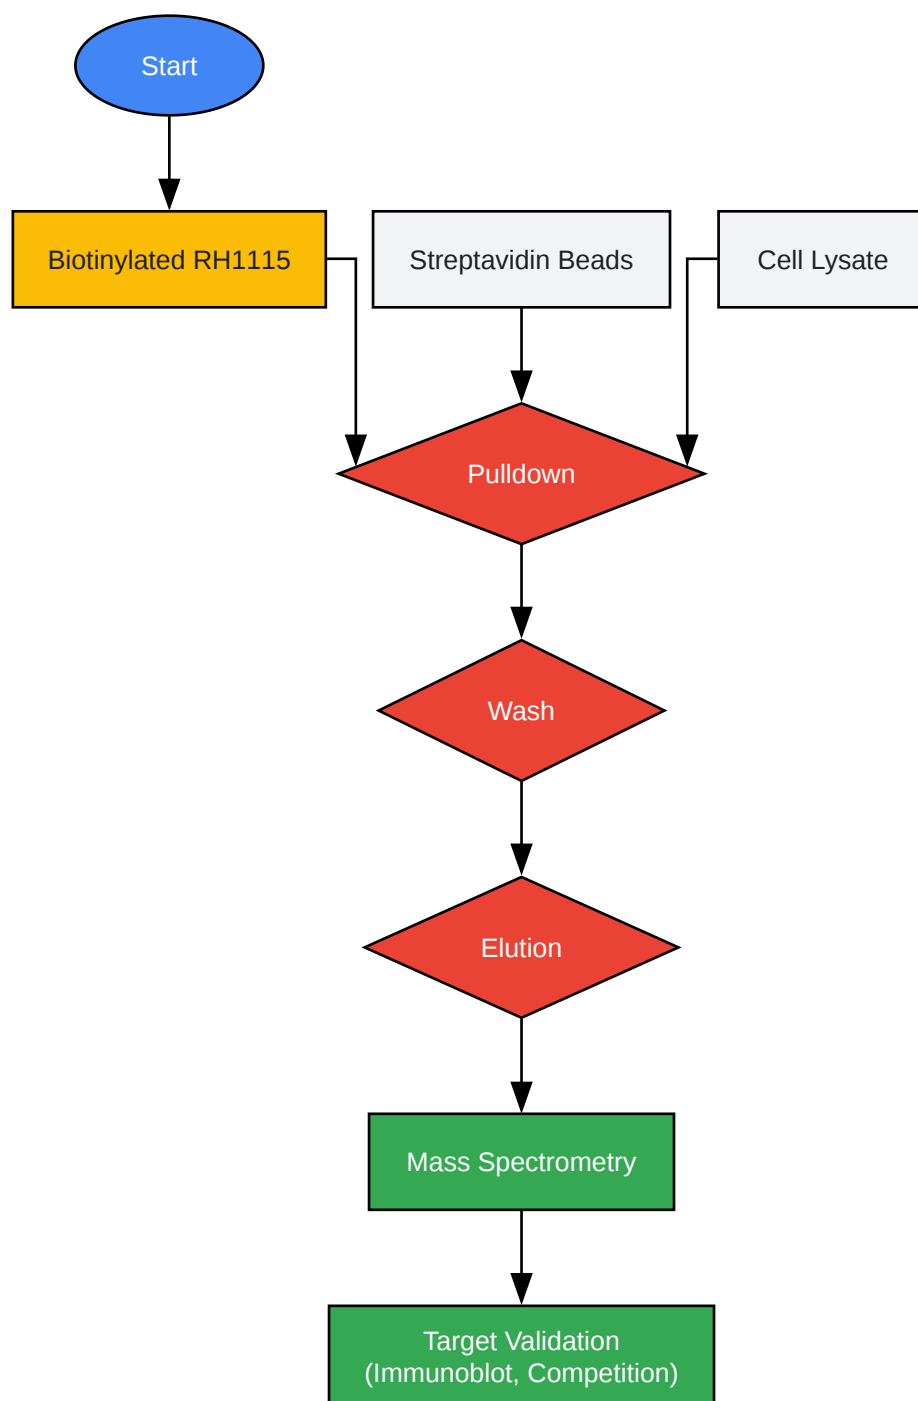 Start
Biotinylated RH1115
Streptavidin Beads
Cell Lysate
Pulldown
Wash
Elution
Mass Spectrometry
Target Validation
(Immunoblot, Competition)